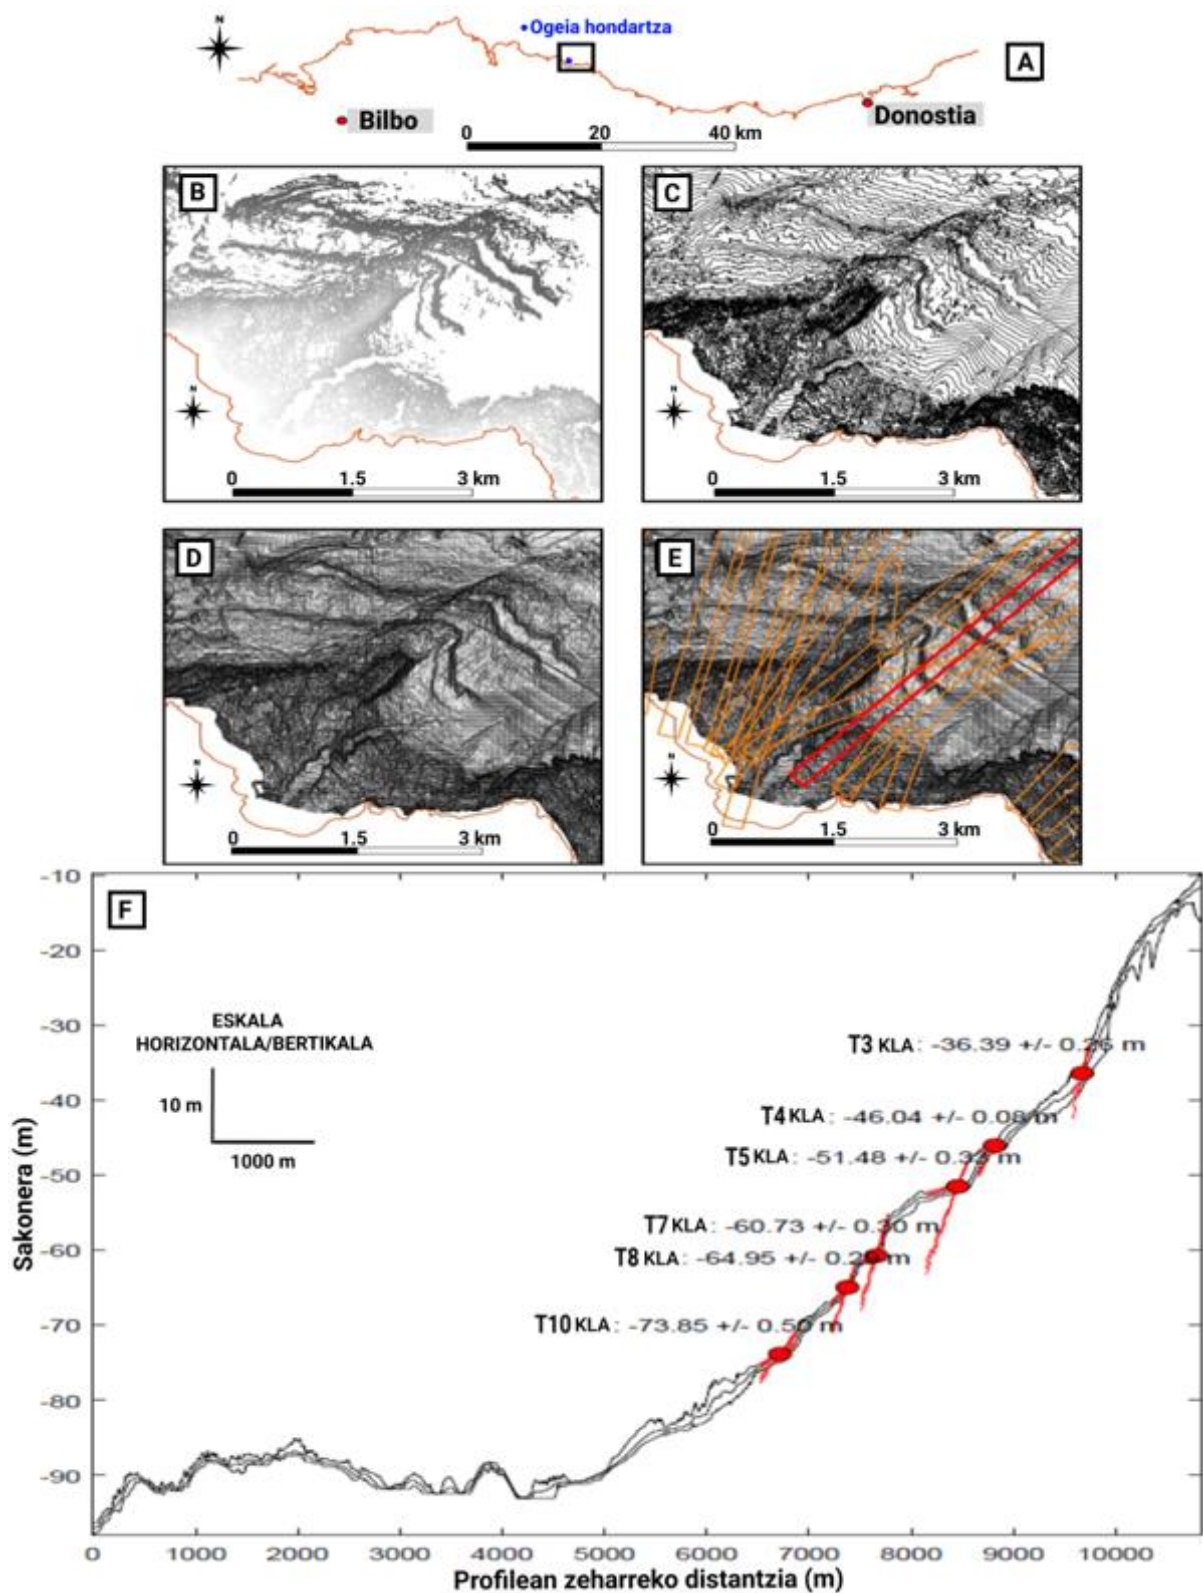 N
Ogeia hondartza
A
Bilbo
Donostia
0 20 40 km
B
C
N
N
0 1.5 3 km
0 1.5 3 km
D
E
N
N
0 1.5 3 km
0 1.5 3 km
F
-10
-20
-30
-40
-50
-60
-70
-80
-90
Sakonera (m)
ESKALA
HORIZONTALA/BERTIKALA
10 m
1000 m
T3 KLA: -36.39 +/- 0.26 m
T4 KLA: -46.04 +/- 0.08 m
T5 KLA: -51.48 +/- 0.33 m
T7 KLA: -60.73 +/- 0.30 m
T8 KLA: -64.95 +/- m
T10 KLA: -73.85 +/- 0.50 m
0 1000 2000 3000 4000 5000 6000 7000 8000 9000 10000
Profilean zeharreko distantzia (m)